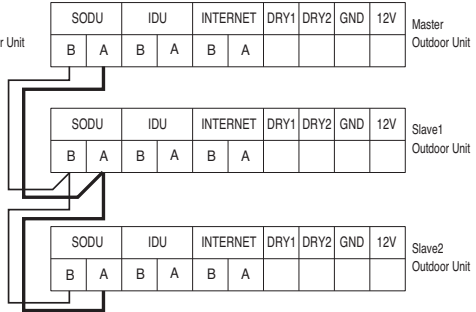 SODU IDU INTERNET DRY1 DRY2 GND 12V
B A B A B A
Master
Outdoor Unit
r Unit
SODU IDU INTERNET DRY1 DRY2 GND 12V
B A B A B A
Slave1
Outdoor Unit
SODU IDU INTERNET DRY1 DRY2 GND 12V
B A B A B A
Slave2
Outdoor Unit